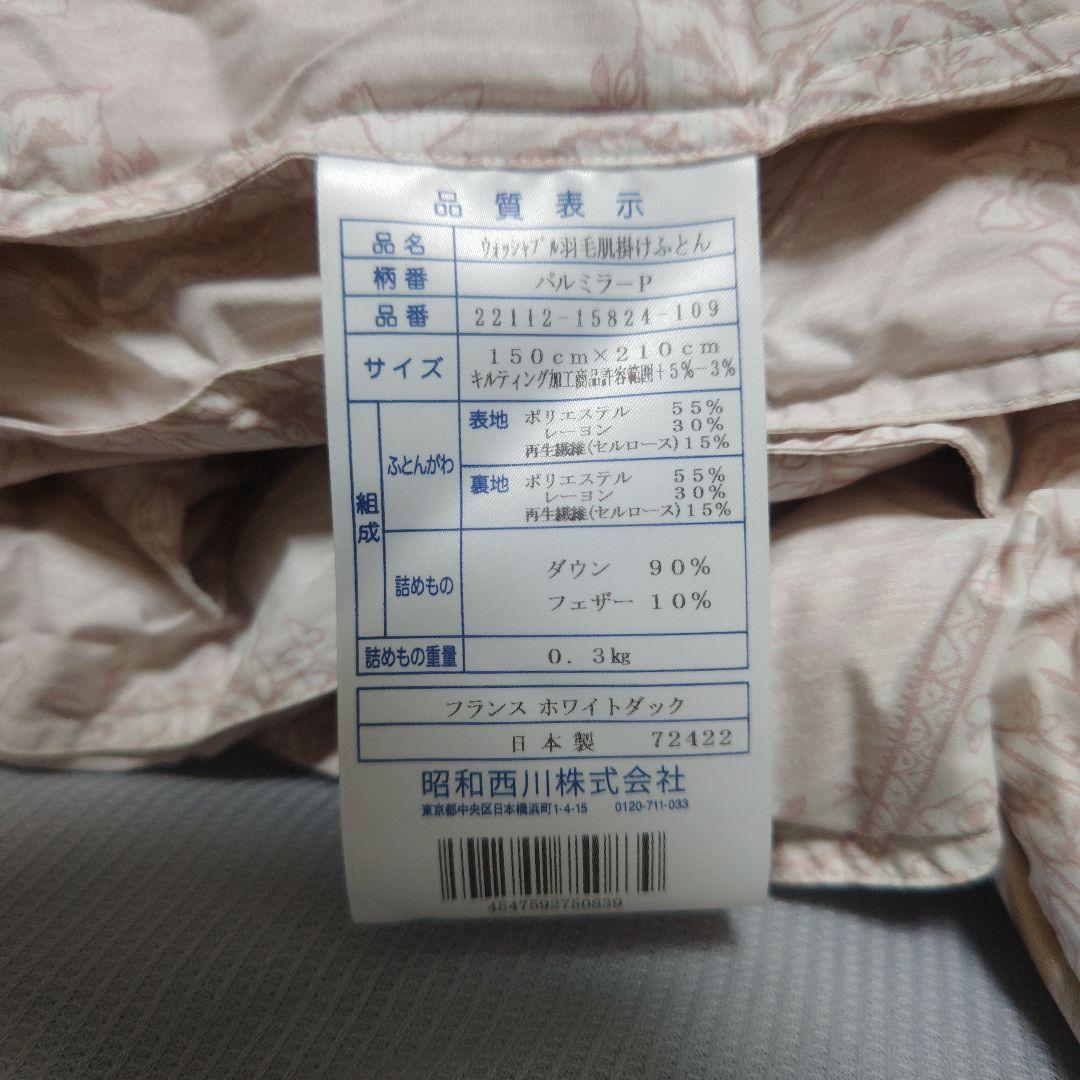 品質表示
品名 ウォッシャブル羽毛肌掛けふとん
柄番 パルミラーP
品番 22112-15824-109
サイズ 150cm×210cm
キルティング加工商品許容範囲+5%-3%
組成
ふとんがわ
表地 ポリエステル 55%
レーヨン 30%
再生繊維(セルロース)15%
裏地 ポリエステル 55%
レーヨン 30%
再生繊維(セルロース)15%
詰めもの
ダウン 90%
フェザー 10%
詰めもの重量 0.3kg
フランス ホワイトダック
日本製 72422
昭和西川株式会社
東京都中央区日本橋浜町1-4-15 0120-711-033
4547592750839